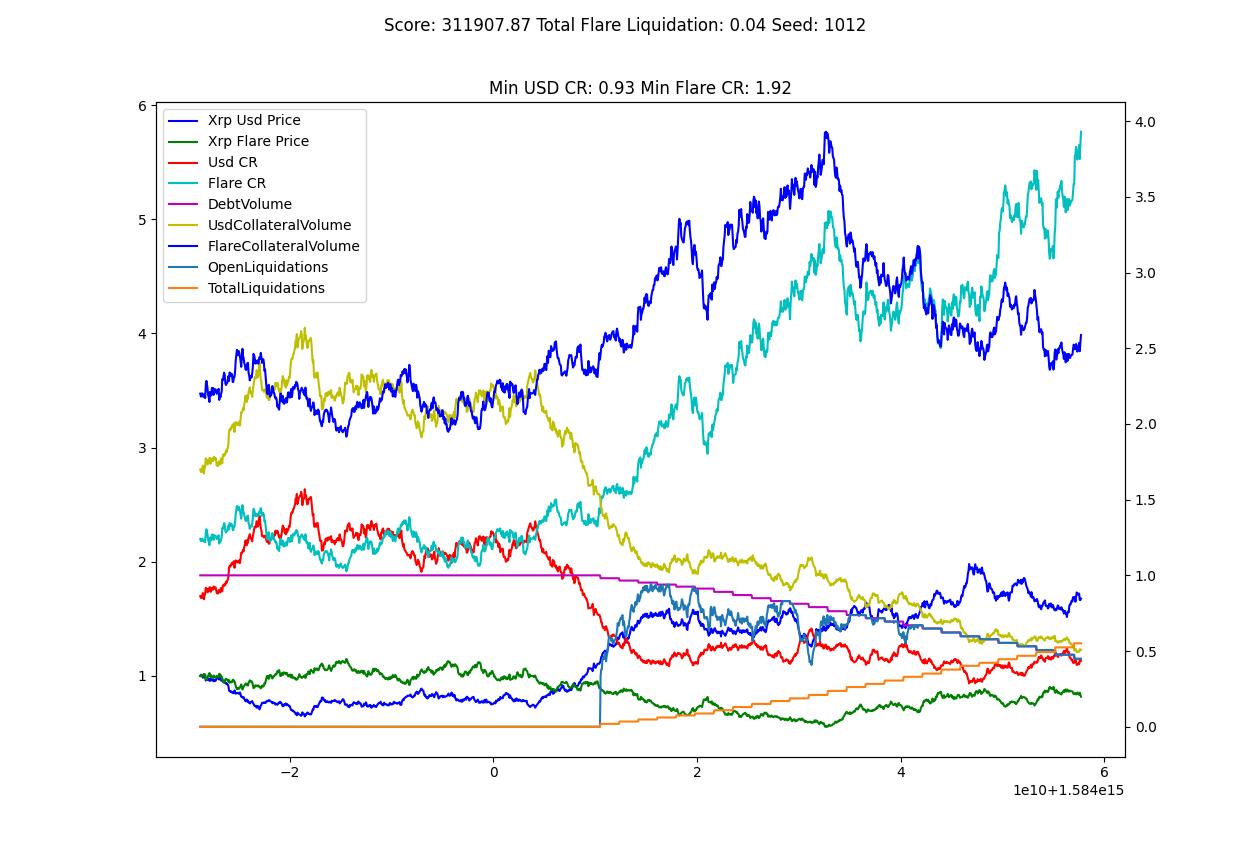 Score: 311907.87 Total Flare Liquidation: 0.04 Seed: 1012
Min USD CR: 0.93 Min Flare CR: 1.92
Xrp Usd Price
Xrp Flare Price
Usd CR
Flare CR
DebtVolume
UsdCollateralVolume
FlareCollateralVolume
OpenLiquidations
TotalLiquidations
6
5
4
3
2
1
4.0
3.5
3.0
2.5
2.0
1.5
1.0
0.5
0.0
−2
0
2
4
6
1e10+1.584e15